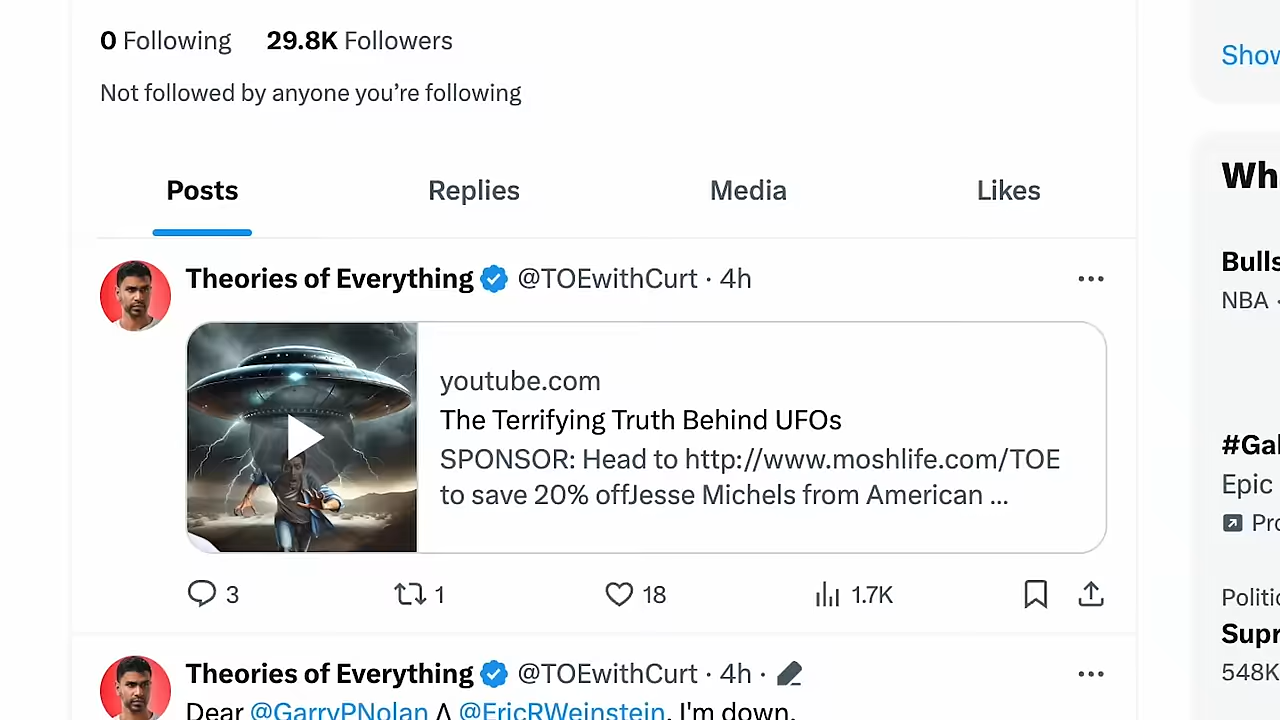 0 Following 29.8K Followers
Show
Not followed by anyone you’re following
Posts Replies Media Likes
Theories of Everything @TOEwithCurt · 4h
youtube.com
The Terrifying Truth Behind UFOs
SPONSOR: Head to http://www.moshlife.com/TOE
to save 20% offJesse Michels from American ...
3 1 18 1.7K
Theories of Everything @TOEwithCurt · 4h ·
Dear @GarryPNolan Λ @EricRWeinstein, I'm down.
Wh
Bulls
NBA ·
#Gal
Epic
Pro
Politic
Supr
548K